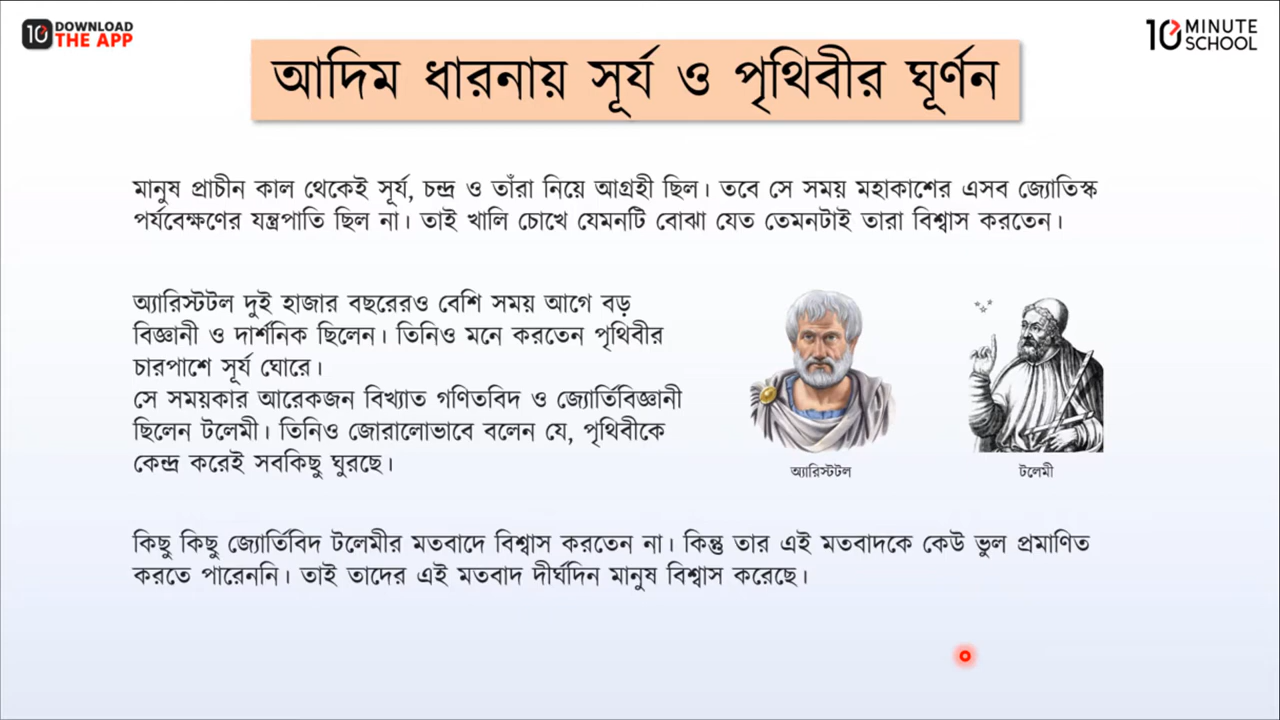 10 DOWNLOAD
THE APP
10 MINUTE
SCHOOL
আদিম ধারনায় সূর্য ও পৃথিবীর ঘূর্ণন
মানুষ প্রাচীন কাল থেকেই সূর্য, চন্দ্র ও তাঁরা নিয়ে আগ্রহী ছিল। তবে সে সময় মহাকাশের এসব জ্যোতিস্ক
পর্যবেক্ষণের যন্ত্রপাতি ছিল না। তাই খালি চোখে যেমনটি বোঝা যেত তেমনটাই তারা বিশ্বাস করতেন।
অ্যারিস্টটল দুই হাজার বছরেরও বেশি সময় আগে বড়
বিজ্ঞানী ও দার্শনিক ছিলেন। তিনিও মনে করতেন পৃথিবীর
চারপাশে সূর্য ঘোরে।
সে সময়কার আরেকজন বিখ্যাত গণিতবিদ ও জ্যোর্তিবিজ্ঞানী
ছিলেন টলেমী। তিনিও জোরালোভাবে বলেন যে, পৃথিবীকে
কেন্দ্র করেই সবকিছু ঘুরছে।
অ্যারিস্টটল
টলেমী
কিছু কিছু জ্যোর্তিবিদ টলেমীর মতবাদে বিশ্বাস করতেন না। কিন্তু তার এই মতবাদকে কেউ ভুল প্রমাণিত
করতে পারেননি। তাই তাদের এই মতবাদ দীর্ঘদিন মানুষ বিশ্বাস করেছে।